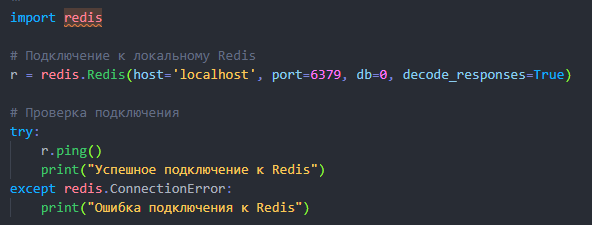 import redis
# Подключение к локальному Redis
r = redis.Redis(host='localhost', port=6379, db=0, decode_responses=True)
# Проверка подключения
try:
    r.ping()
    print("Успешное подключение к Redis")
except redis.ConnectionError:
    print("Ошибка подключения к Redis")